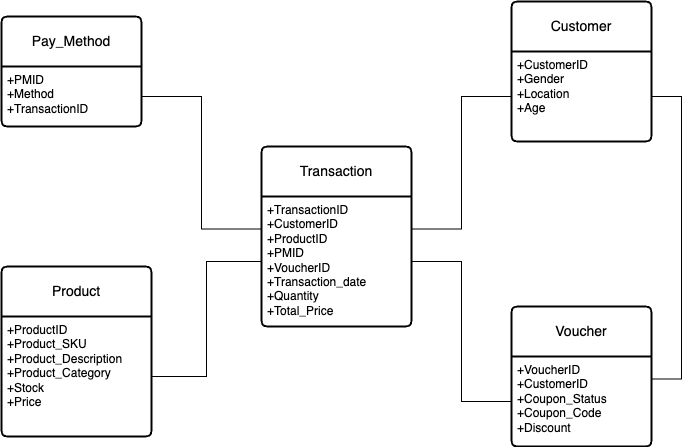 Pay_Method
+PMID
+Method
+TransactionID
Customer
+CustomerID
+Gender
+Location
+Age
Transaction
+TransactionID
+CustomerID
+ProductID
+PMID
+VoucherID
+Transaction_date
+Quantity
+Total_Price
Product
+ProductID
+Product_SKU
+Product_Description
+Product_Category
+Stock
+Price
Voucher
+VoucherID
+CustomerID
+Coupon_Status
+Coupon_Code
+Discount